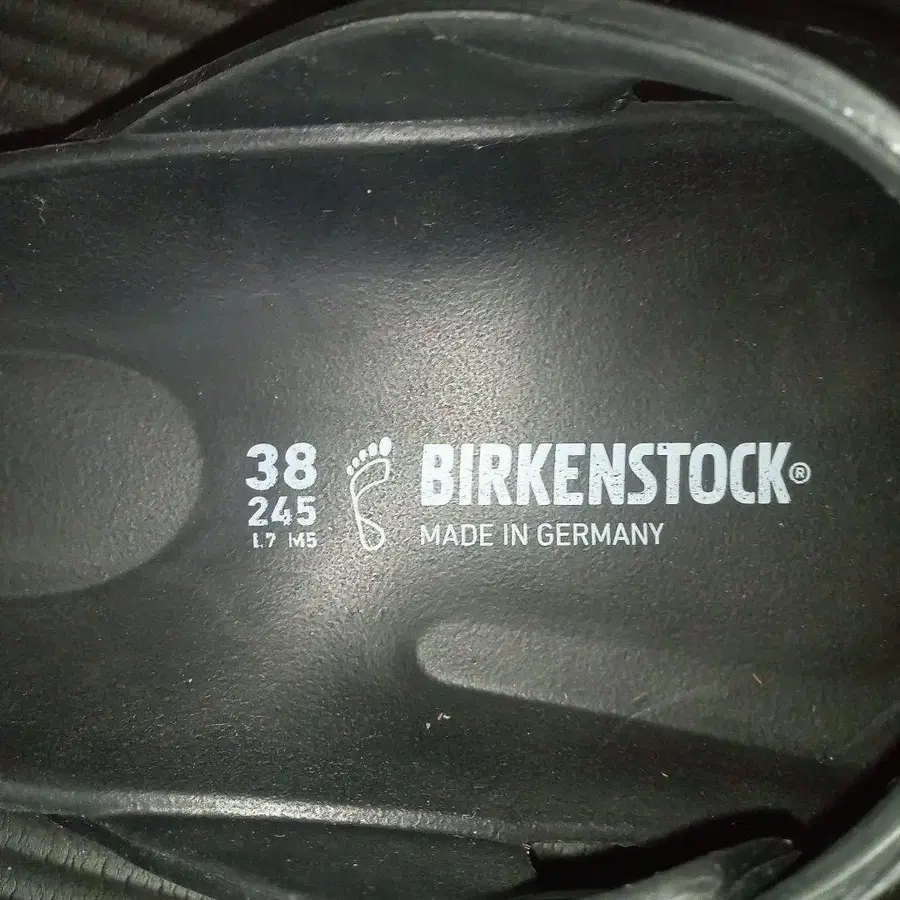 38
245
L7 M5
BIRKENSTOCK®
MADE IN GERMANY